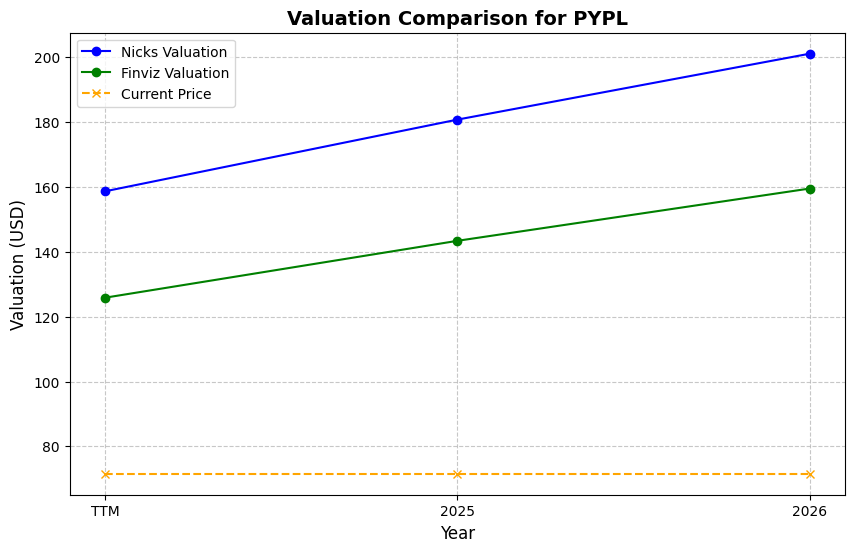 Valuation Comparison for PYPL
Nicks Valuation
Finviz Valuation
Current Price
Valuation (USD)
200
180
160
140
120
100
80
TTM
2025
2026
Year